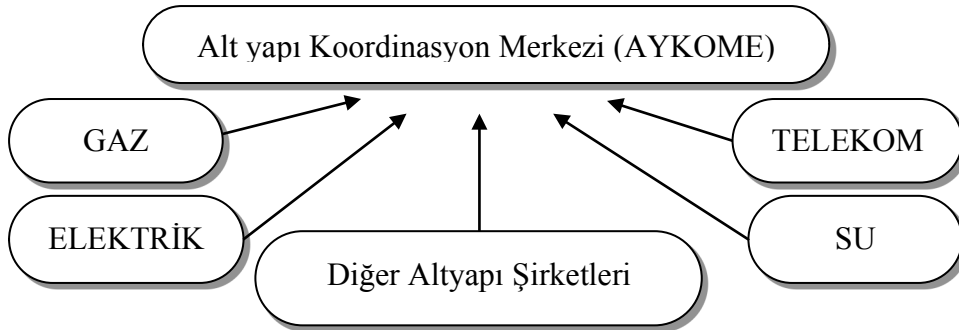 Alt yapı Koordinasyon Merkezi (AYKOME)
GAZ
TELEKOM
ELEKTRİK
SU
Diğer Altyapı Şirketleri